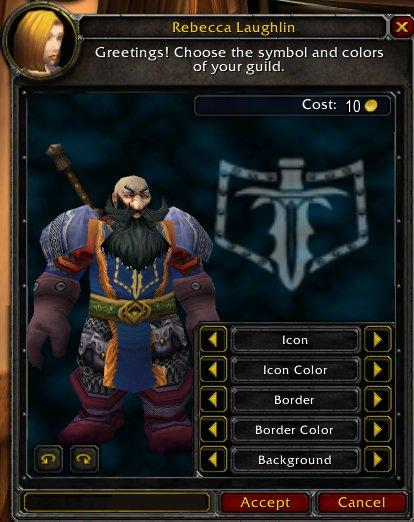 Rebecca Laughlin
Greetings! Choose the symbol and colors
of your guild.
Cost: 10
Icon
Icon Color
Border
Border Color
Background
Accept Cancel